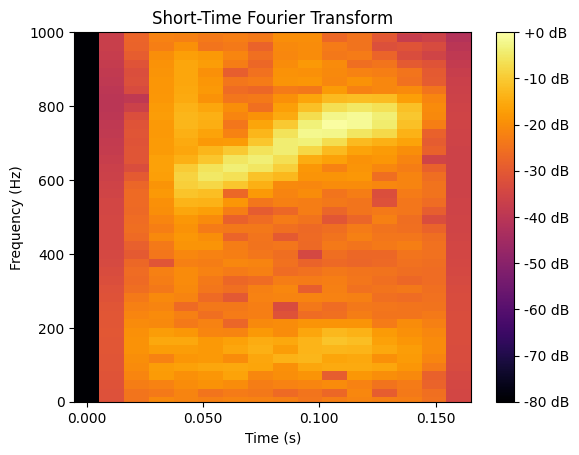 Short-Time Fourier Transform
1000
800
600
400
200
0
Frequency (Hz)
0.000
0.050
0.100
0.150
Time (s)
+0 dB
-10 dB
-20 dB
-30 dB
-40 dB
-50 dB
-60 dB
-70 dB
-80 dB